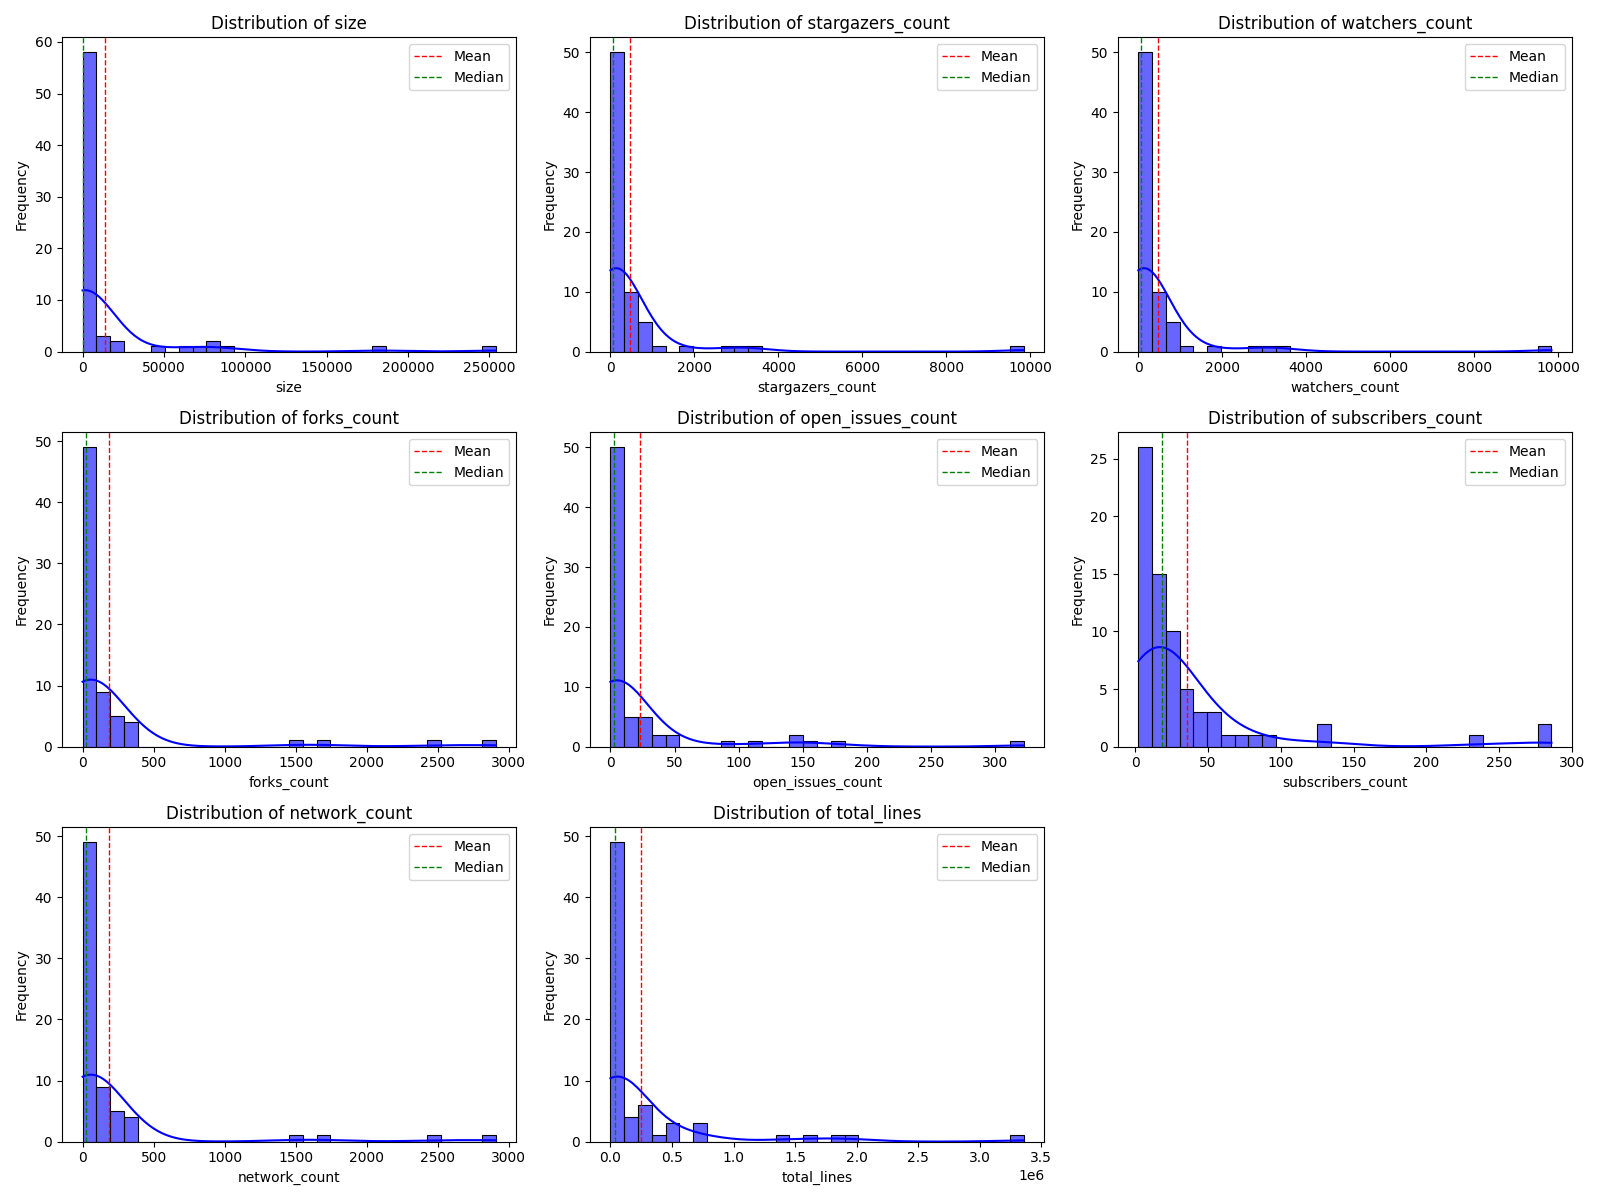 Distribution of size
60
50
40
30
20
10
0
Frequency
0
50000
100000
150000
200000
250000
size
Mean
Median
Distribution of stargazers_count
50
40
30
20
10
0
Frequency
0
2000
4000
6000
8000
10000
stargazers_count
Mean
Median
Distribution of watchers_count
50
40
30
20
10
0
Frequency
0
2000
4000
6000
8000
10000
watchers_count
Mean
Median
Distribution of forks_count
50
40
30
20
10
0
Frequency
0
500
1000
1500
2000
2500
3000
forks_count
Mean
Median
Distribution of open_issues_count
50
40
30
20
10
0
Frequency
0
50
100
150
200
250
300
open_issues_count
Mean
Median
Distribution of subscribers_count
25
20
15
10
5
0
Frequency
0
50
100
150
200
250
300
subscribers_count
Mean
Median
Distribution of network_count
50
40
30
20
10
0
Frequency
0
500
1000
1500
2000
2500
3000
network_count
Mean
Median
Distribution of total_lines
50
40
30
20
10
0
Frequency
0.0
0.5
1.0
1.5
2.0
2.5
3.0
3.5
1e6
total_lines
Mean
Median